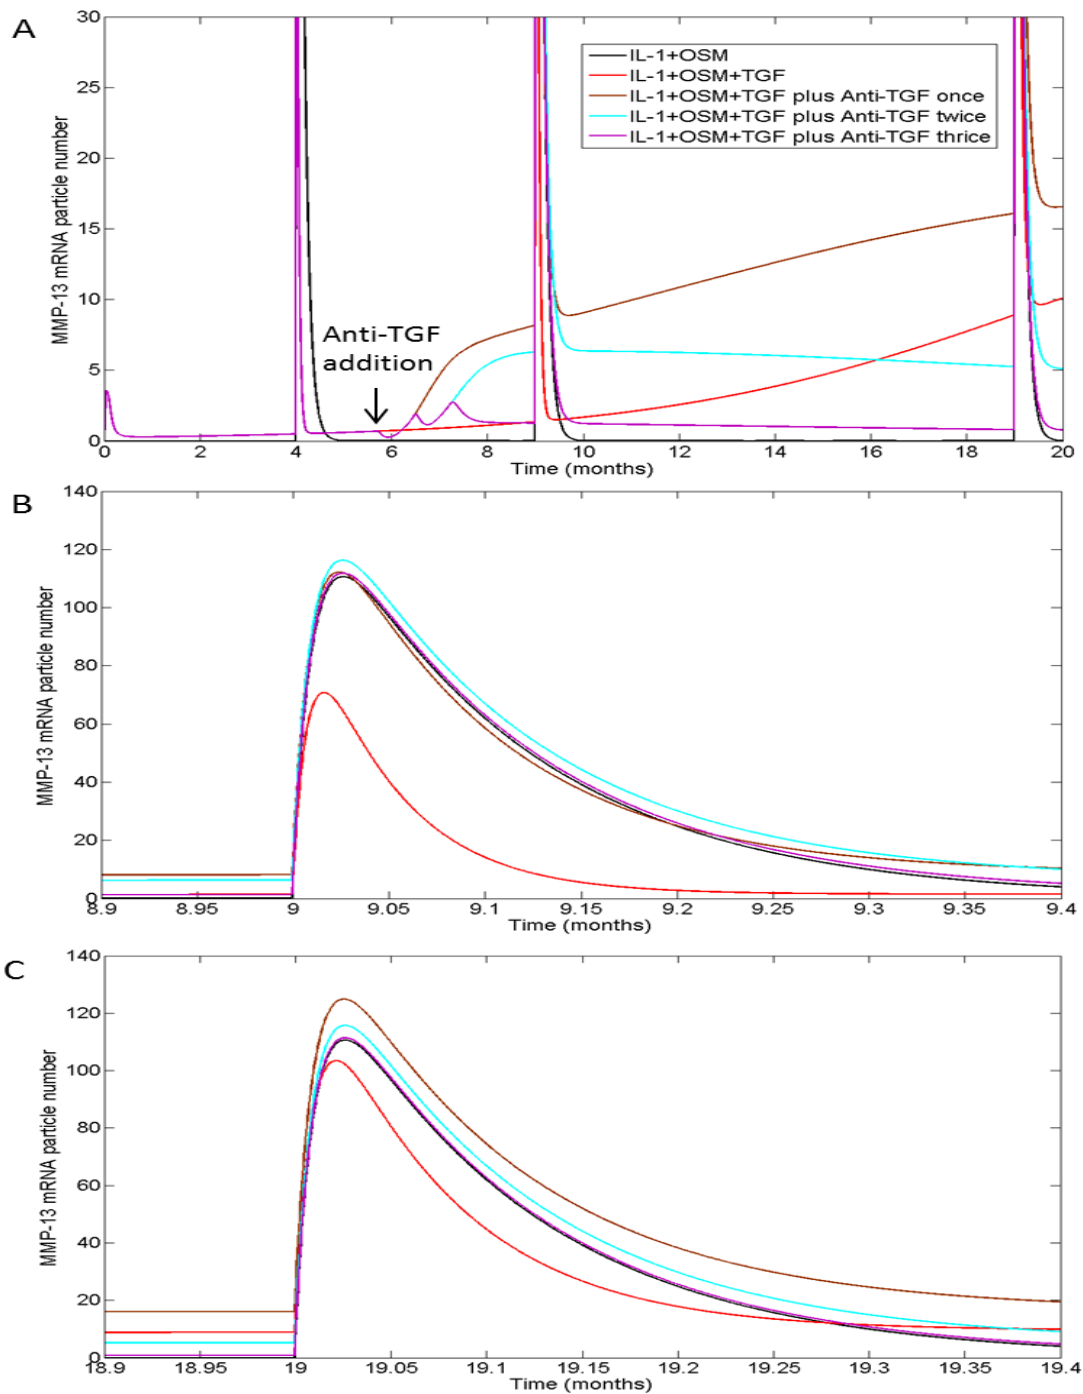 A
MMP-13 mRNA particle number
30
25
20
15
10
5
0
IL-1+OSM
IL-1+OSM+TGF
IL-1+OSM+TGF plus Anti-TGF once
IL-1+OSM+TGF plus Anti-TGF twice
IL-1+OSM+TGF plus Anti-TGF thrice
Anti-TGF
addition
0 2 4 6 8 10 12 14 16 18 20
Time (months)
B
MMP-13 mRNA particle number
140
120
100
80
60
40
20
0
8.9 8.95 9 9.05 9.1 9.15 9.2 9.25 9.3 9.35 9.4
Time (months)
C
MMP-13 mRNA particle number
140
120
100
80
60
40
20
0
18.9 18.95 19 19.05 19.1 19.15 19.2 19.25 19.3 19.35 19.4
Time (months)